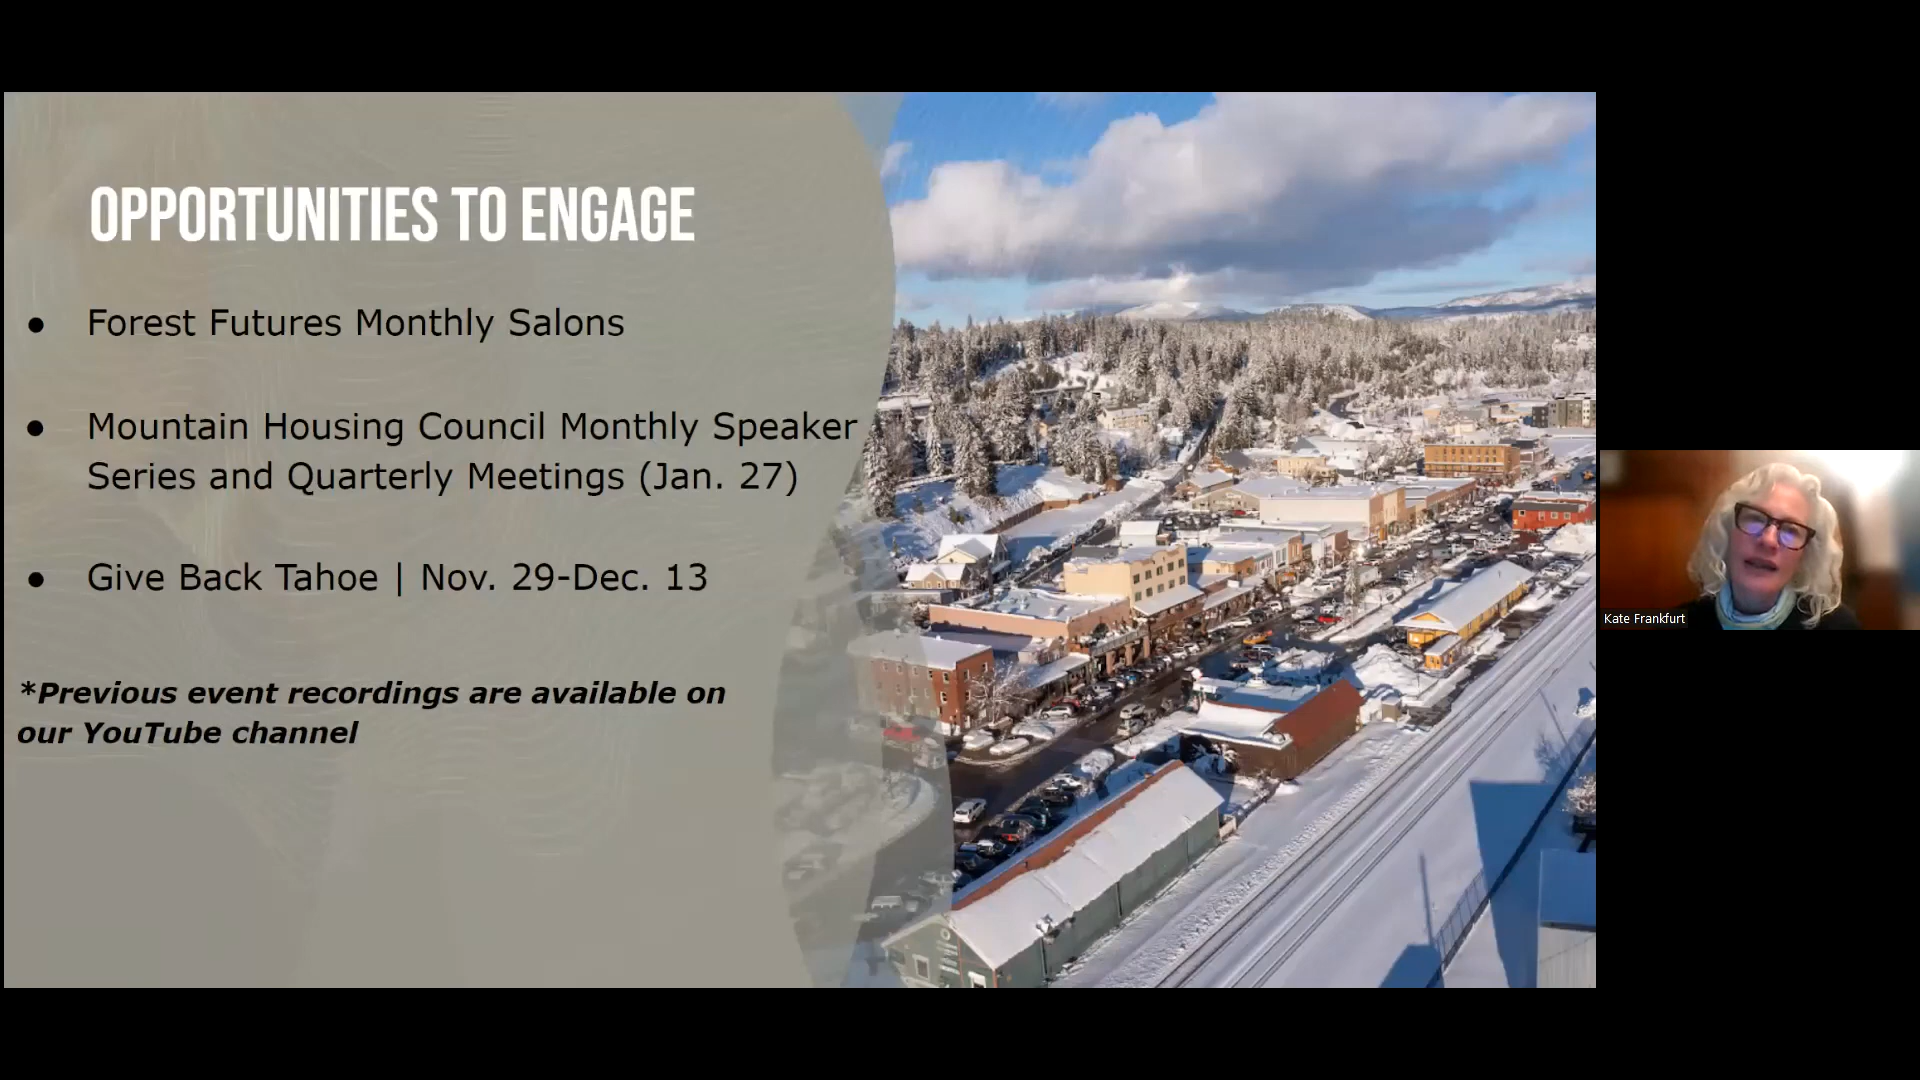 OPPORTUNITIES TO ENGAGE
● Forest Futures Monthly Salons
● Mountain Housing Council Monthly Speaker
Series and Quarterly Meetings (Jan. 27)
● Give Back Tahoe | Nov. 29-Dec. 13
*Previous event recordings are available on
our YouTube channel
Kate Frankfurt